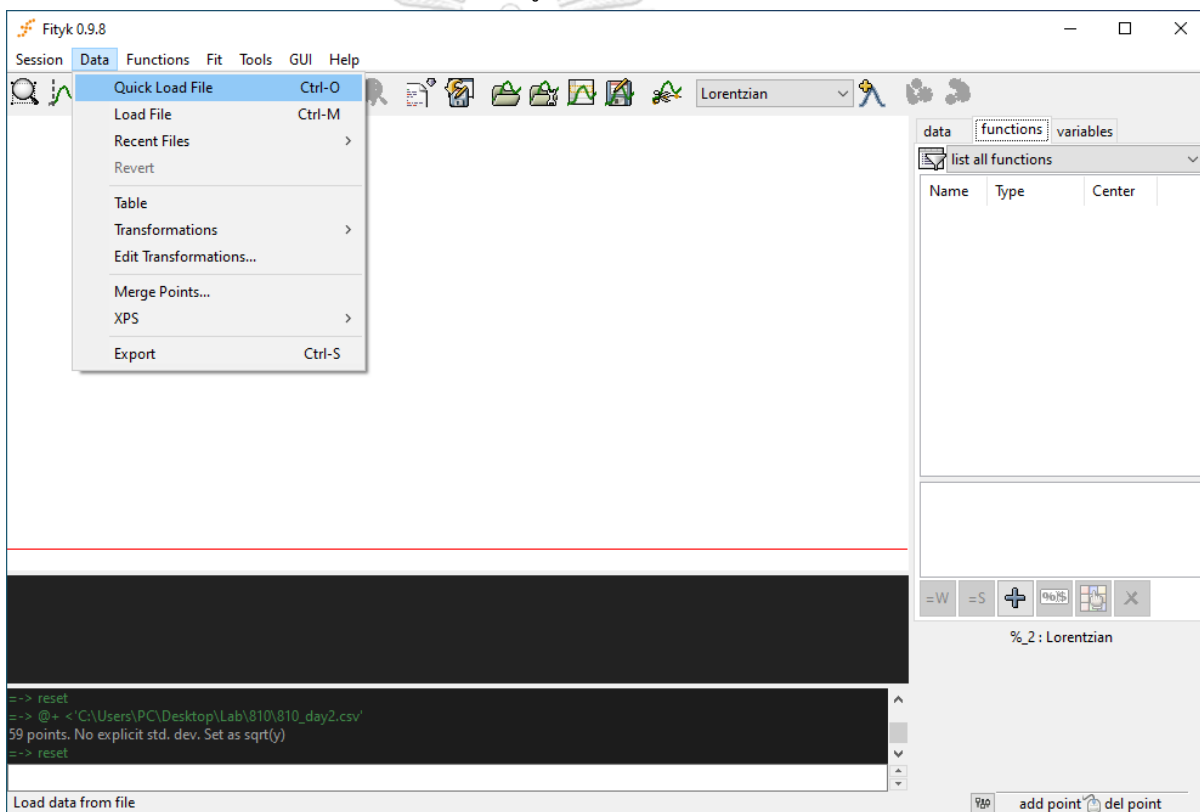 Fityk 0.9.8
Session Data Functions Fit Tools GUI Help
Quick Load File Ctrl-O
Load File Ctrl-M
Recent Files
Revert
Table
Transformations
Edit Transformations...
Merge Points...
XPS
Export Ctrl-S
Lorentzian
data functions variables
list all functions
Name Type Center
=W =S
%_2 : Lorentzian
=-> reset
=-> @+ <'C:\Users\PC\Desktop\Lab\810\810_day2.csv'
59 points. No explicit std. dev. Set as sqrt(y)
=-> reset
Load data from file
add point del point